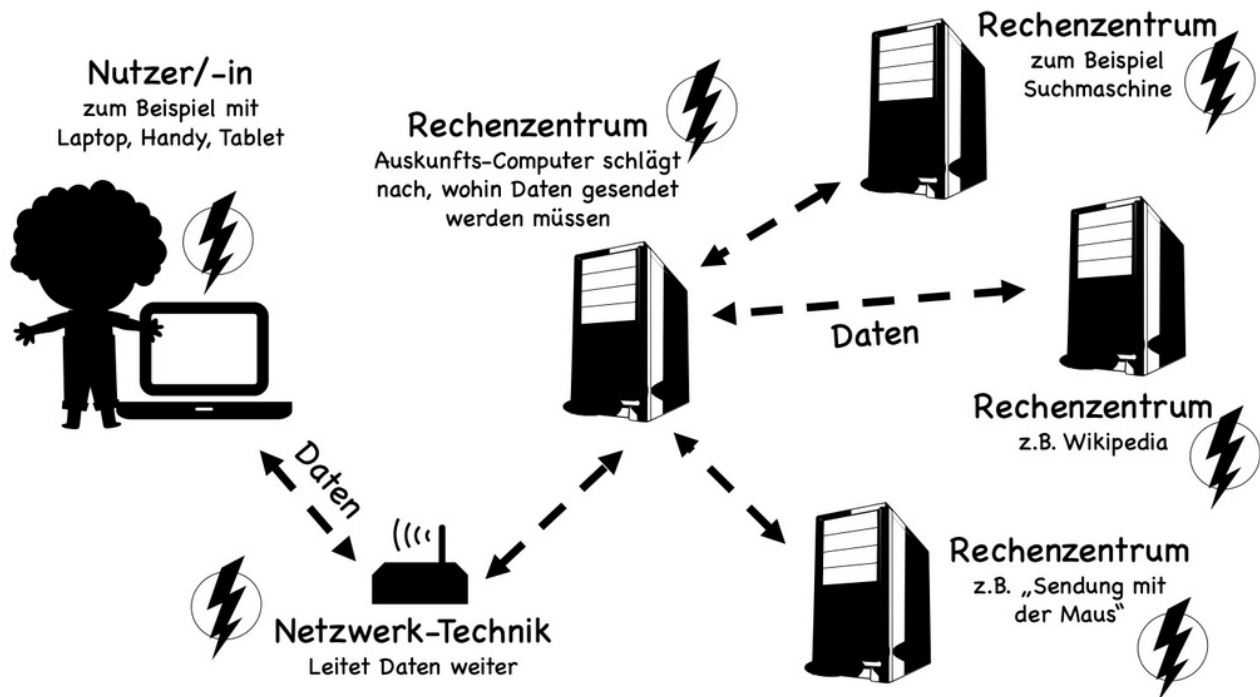 Nutzer/-in
zum Beispiel mit
Laptop, Handy, Tablet
Rechenzentrum
Auskunfts-Computer schlägt
nach, wohin Daten gesendet
werden müssen
Rechenzentrum
zum Beispiel
Suchmaschine
Daten
Rechenzentrum
z.B. Wikipedia
Daten
Netzwerk-Technik
Leitet Daten weiter
Rechenzentrum
z.B. „Sendung mit
der Maus“